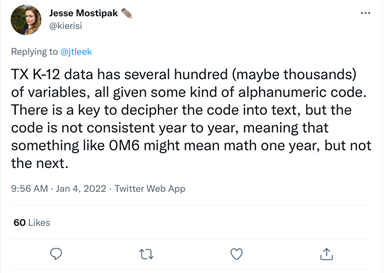 Jesse Mostipak
@kierisi
Replying to @jtleek
TX K-12 data has several hundred (maybe thousands)
of variables, all given some kind of alphanumeric code.
There is a key to decipher the code into text, but the
code is not consistent year to year, meaning that
something like 0M6 might mean math one year, but not
the next.
9:56 AM · Jan 4, 2022 · Twitter Web App
60 Likes